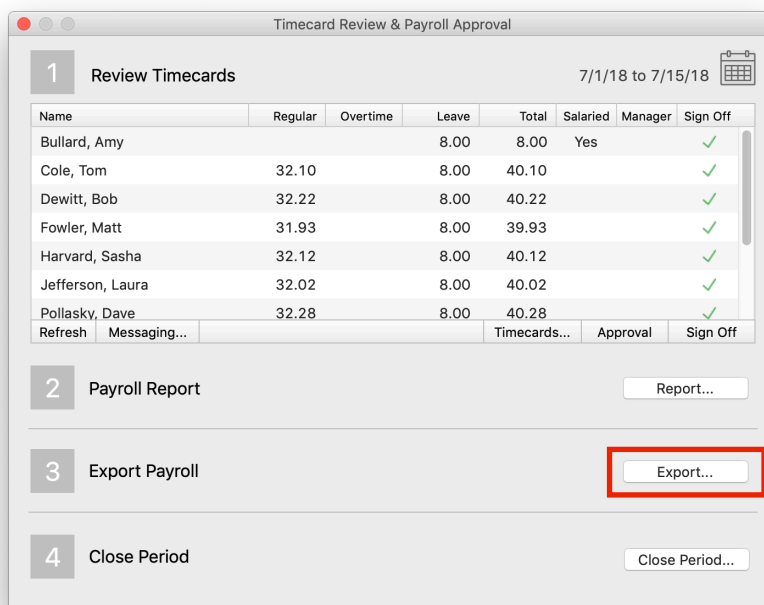 Timecard Review & Payroll Approval
1 Review Timecards 7/1/18 to 7/15/18
Name Regular Overtime Leave Total Salaried Manager Sign Off
Bullard, Amy 8.00 8.00 Yes
Cole, Tom 32.10 8.00 40.10
Dewitt, Bob 32.22 8.00 40.22
Fowler, Matt 31.93 8.00 39.93
Harvard, Sasha 32.12 8.00 40.12
Jefferson, Laura 32.02 8.00 40.02
Pollasky, Dave 32.28 8.00 40.28
Refresh Messaging... Timecards... Approval Sign Off
2 Payroll Report Report...
3 Export Payroll Export...
4 Close Period Close Period...